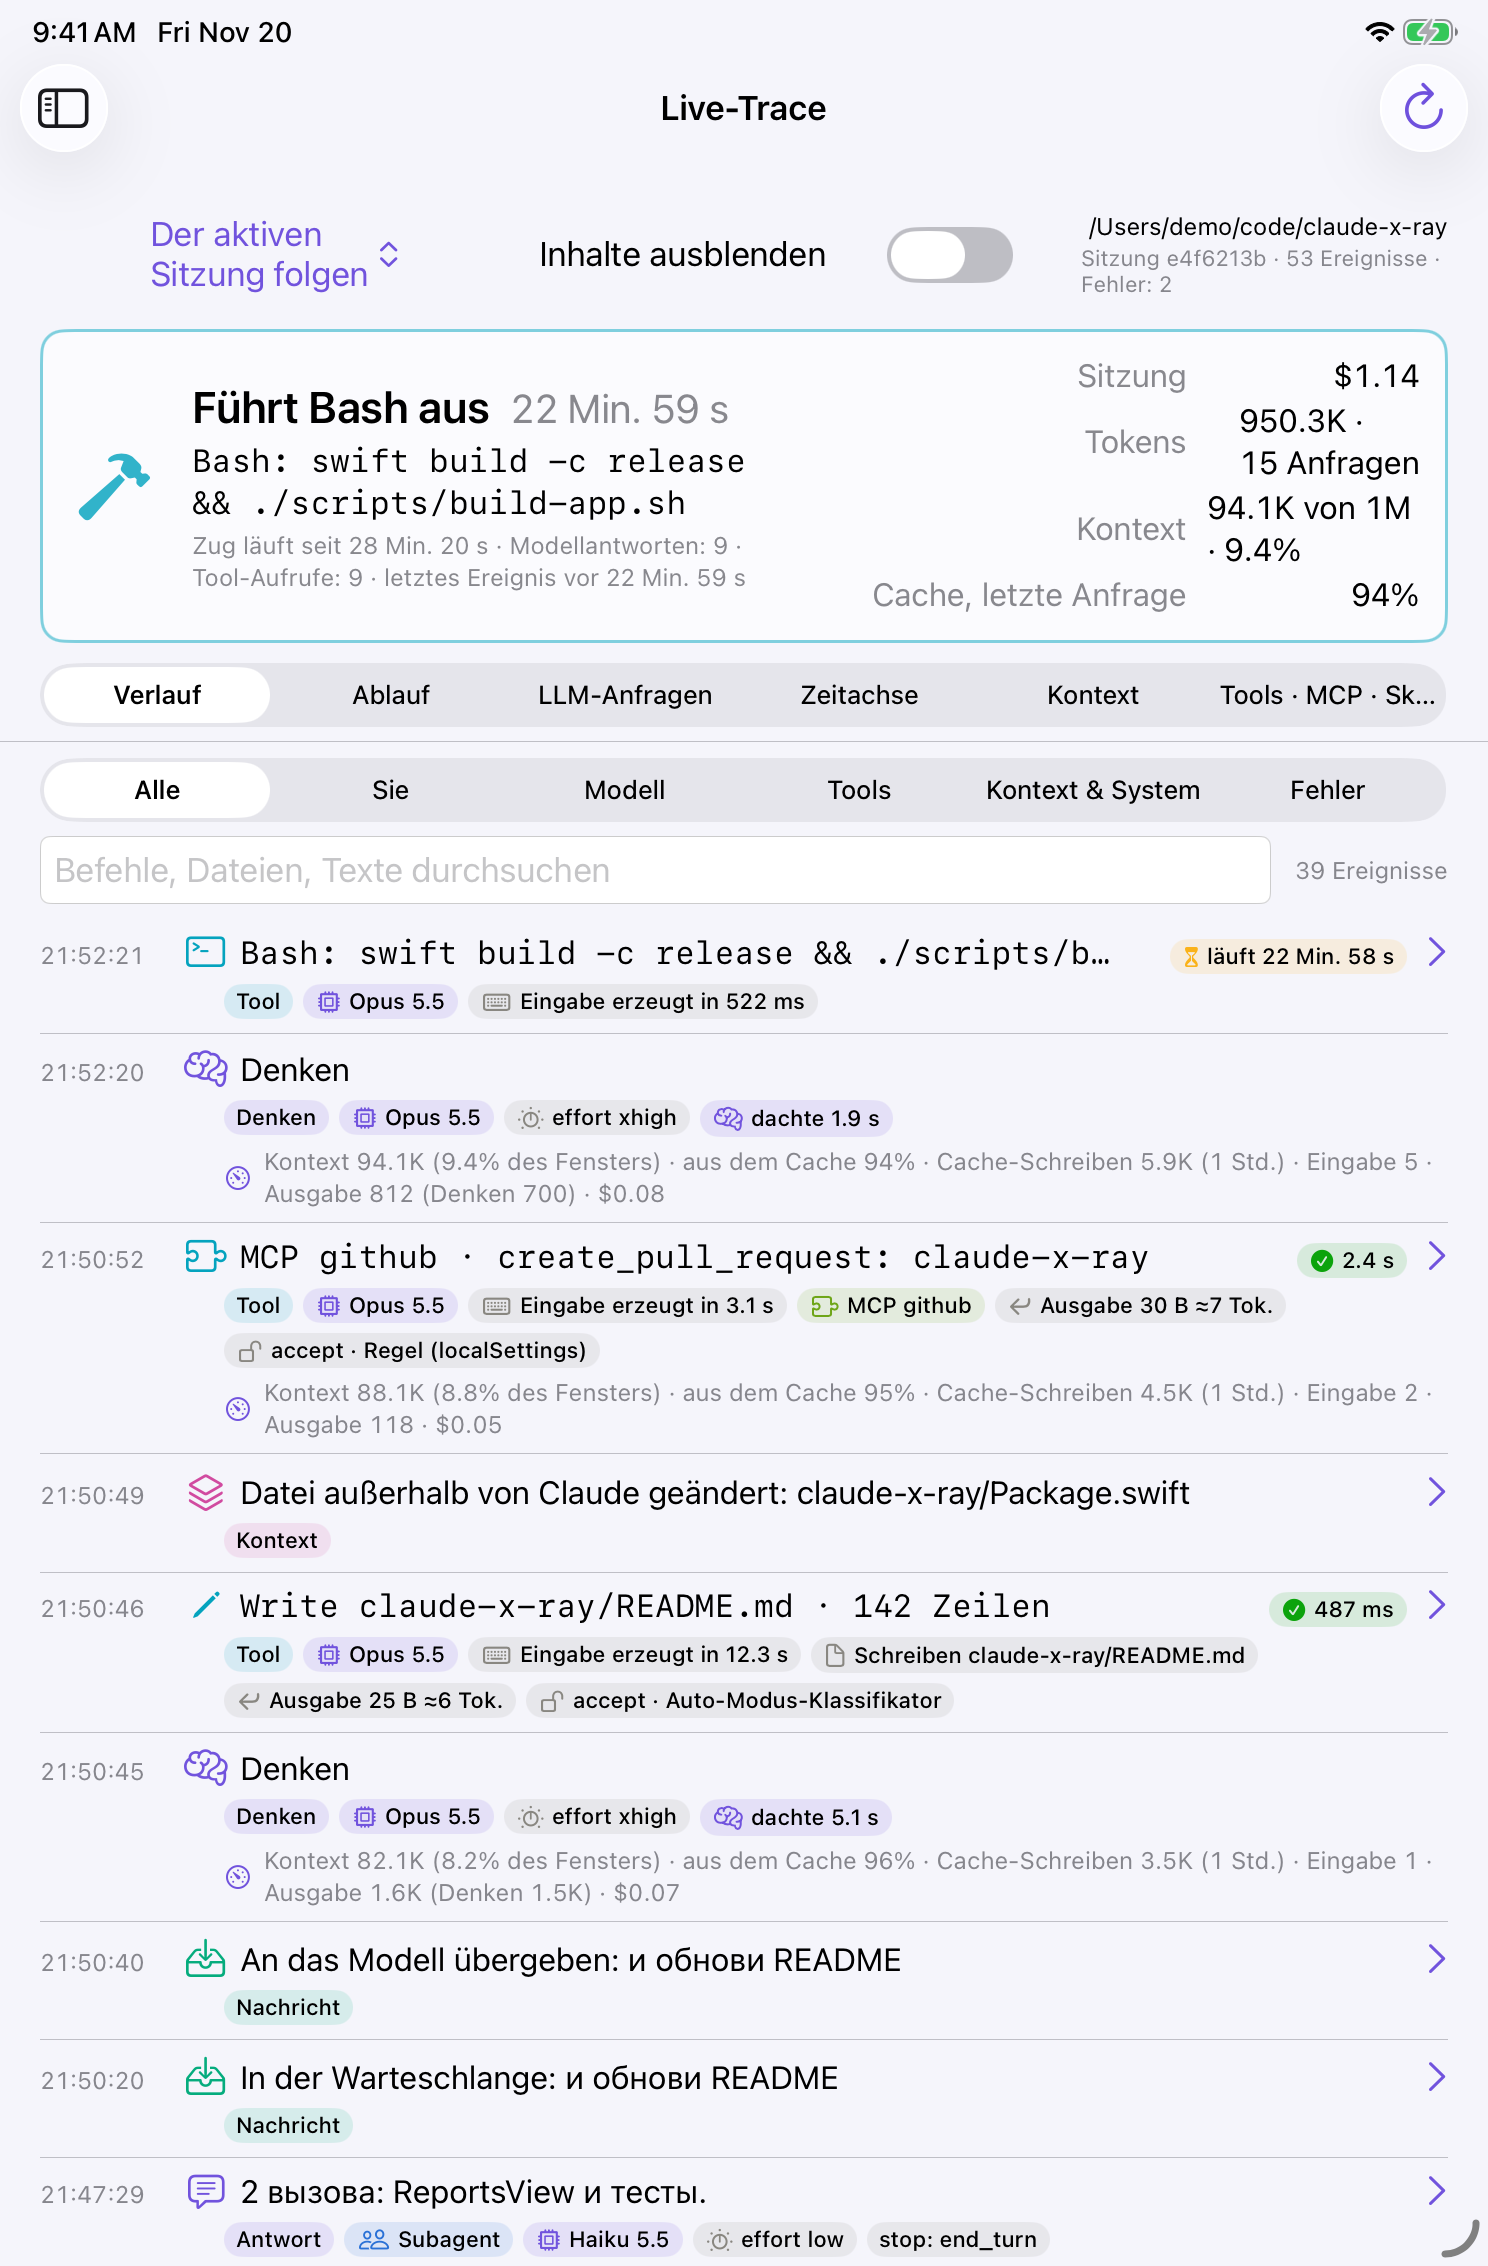 9:41 AM Fri Nov 20
Live-Trace
Der aktiven
Sitzung folgen
Inhalte ausblenden
/Users/demo/code/claude-x-ray
Sitzung e4f6213b · 53 Ereignisse ·
Fehler: 2
Führt Bash aus 22 Min. 59 s
Bash: swift build -c release
&& ./scripts/build-app.sh
Zug läuft seit 28 Min. 20 s · Modellantworten: 9 ·
Tool-Aufrufe: 9 · letztes Ereignis vor 22 Min. 59 s
Sitzung $1.14
Tokens 950.3K ·
15 Anfragen
Kontext 94.1K von 1M
· 9.4%
Cache, letzte Anfrage 94%
Verlauf Ablauf LLM-Anfragen Zeitachse Kontext Tools · MCP · Sk...
Alle Sie Modell Tools Kontext & System Fehler
Befehle, Dateien, Texte durchsuchen 39 Ereignisse
21:52:21 Bash: swift build -c release && ./scripts/b... läuft 22 Min. 58 s
Tool Opus 5.5 Eingabe erzeugt in 522 ms
21:52:20 Denken
Denken Opus 5.5 effort xhigh dachte 1.9 s
Kontext 94.1K (9.4% des Fensters) · aus dem Cache 94% · Cache-Schreiben 5.9K (1 Std.) · Eingabe 5 ·
Ausgabe 812 (Denken 700) · $0.08
21:50:52 MCP github · create_pull_request: claude-x-ray 2.4 s
Tool Opus 5.5 Eingabe erzeugt in 3.1 s MCP github Ausgabe 30 B ≈7 Tok.
accept · Regel (localSettings)
Kontext 88.1K (8.8% des Fensters) · aus dem Cache 95% · Cache-Schreiben 4.5K (1 Std.) · Eingabe 2 ·
Ausgabe 118 · $0.05
21:50:49 Datei außerhalb von Claude geändert: claude-x-ray/Package.swift
Kontext
21:50:46 Write claude-x-ray/README.md · 142 Zeilen 487 ms
Tool Opus 5.5 Eingabe erzeugt in 12.3 s Schreiben claude-x-ray/README.md
Ausgabe 25 B ≈6 Tok. accept · Auto-Modus-Klassifikator
21:50:45 Denken
Denken Opus 5.5 effort xhigh dachte 5.1 s
Kontext 82.1K (8.2% des Fensters) · aus dem Cache 96% · Cache-Schreiben 3.5K (1 Std.) · Eingabe 1 ·
Ausgabe 1.6K (Denken 1.5K) · $0.07
21:50:40 An das Modell übergeben: и обнови README
Nachricht
21:50:20 In der Warteschlange: и обнови README
Nachricht
21:47:29 2 вызова: ReportsView и тесты.
Antwort Subagent Haiku 5.5 effort low stop: end_turn